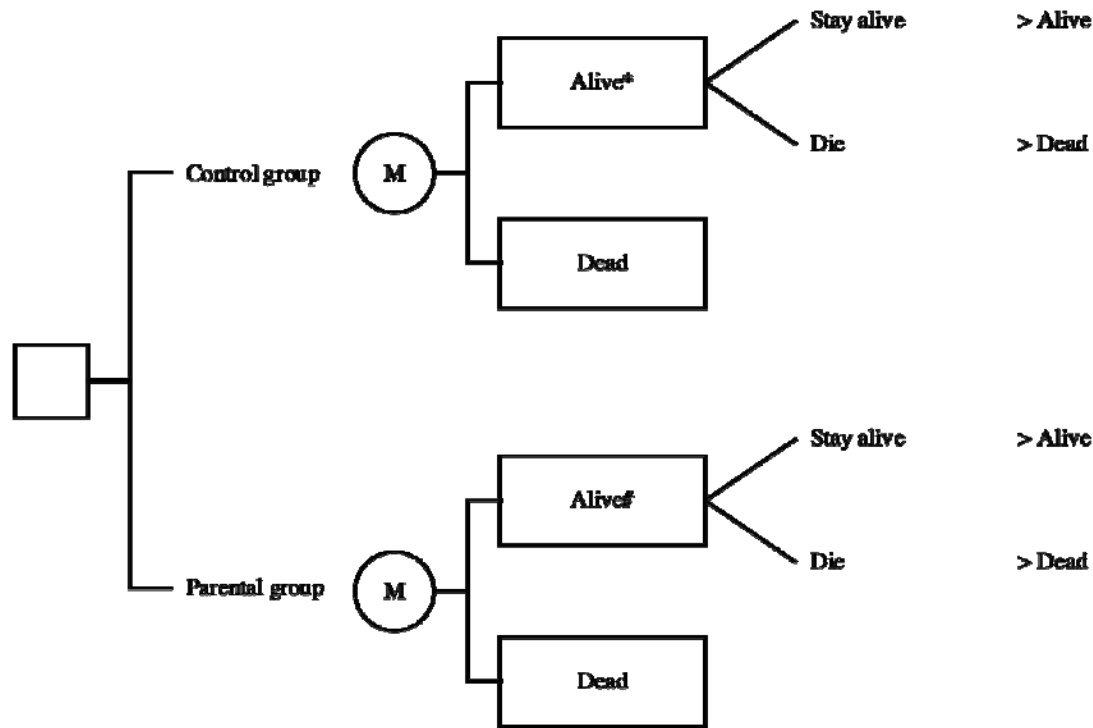 Stay alive > Alive
Alive*
Die > Dead
Control group M
Dead
Stay alive > Alive
Alive#
Die > Dead
Parental group M
Dead